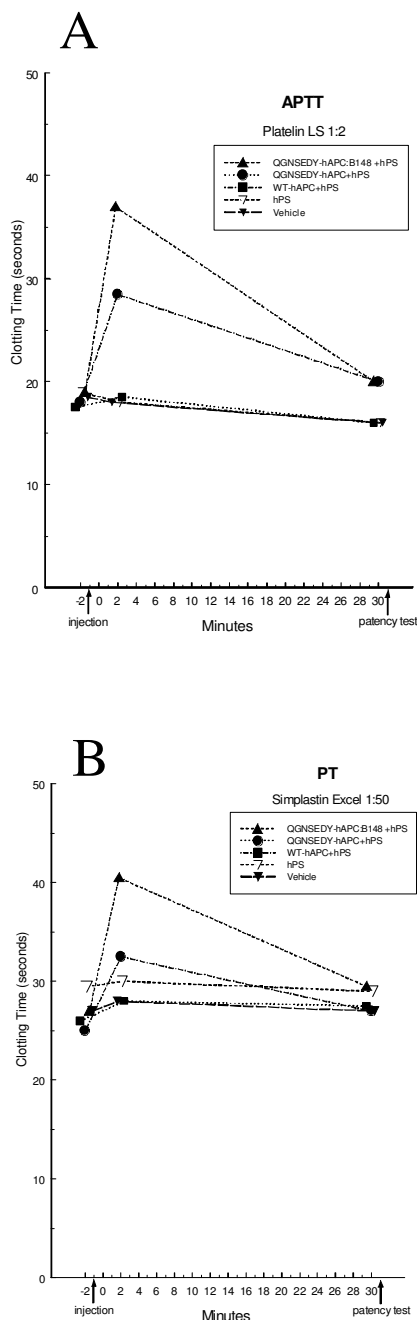 A
APTT
Platelin LS 1:2
QGNSEDY-hAPC:B148 +hPS
QGNSEDY-hAPC+hPS
WT-hAPC+hPS
hPS
Vehicle
50
40
30
20
10
0
Clotting Time (seconds)
-2 0 2 4 6 8 10 12 14 16 18 20 22 24 26 28 30
injection
Minutes
patency test
B
PT
Simplastin Excel 1:50
QGNSEDY-hAPC:B148 +hPS
QGNSEDY-hAPC+hPS
WT-hAPC+hPS
hPS
Vehicle
50
40
30
20
10
0
Clotting Time (seconds)
-2 0 2 4 6 8 10 12 14 16 18 20 22 24 26 28 30
injection
Minutes
patency test